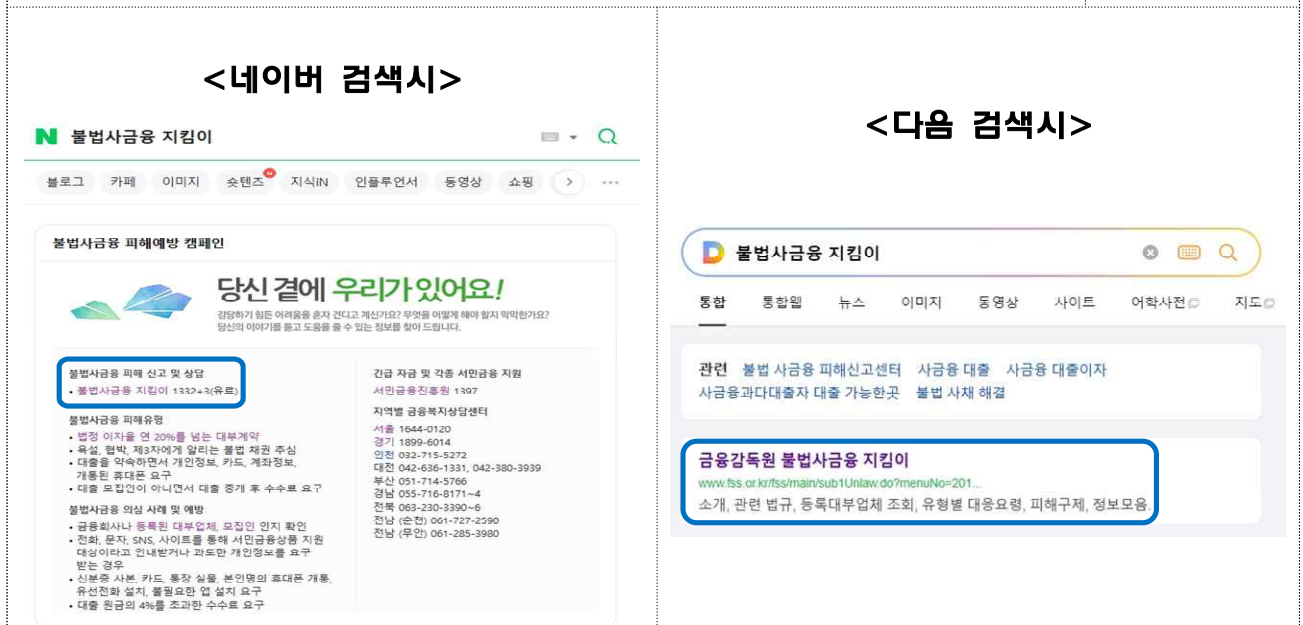 <네이버 검색시>
N 불법사금융 지킴이
블로그 카페 이미지 숏텐츠 N 지식iN 인플루언서 동영상 쇼핑 > ...
불법사금융 피해예방 캠페인
당신 곁에 우리가 있어요!
감당하기 힘든 어려움을 혼자 견디고 계신가요? 무엇을 어떻게 해야 할지 막막한가요?
당신의 이야기를 듣고 도움을 줄 수 있는 정보를 찾아 드립니다.
불법사금융 피해 신고 및 상담
• 불법사금융 지킴이 1332+3(유료)
불법사금융 피해유형
• 법정 이자율 연 20%를 넘는 대부계약
• 욕설, 협박, 제3자에게 알리는 불법 채권 추심
• 대출을 약속하면서 개인정보, 카드, 계좌정보,
개통된 휴대폰 요구
• 대출 모집인이 아니면서 대출 중개 후 수수료 요구
불법사금융 의심 사례 및 예방
• 금융회사나 등록된 대부업체, 모집인 인지 확인
• 전화, 문자, SNS, 사이트를 통해 서민금융상품 지원
대상이라고 안내받거나 과도한 개인정보를 요구
받는 경우
• 신분증 사본, 카드, 통장 실물, 본인명의 휴대폰 개통,
유선전화 설치, 불필요한 앱 설치 요구
• 대출 원금의 4%를 초과한 수수료 요구
긴급 자금 및 각종 서민금융 지원
서민금융진흥원 1397
지역별 금융복지상담센터
서울 1644-0120
경기 1899-6014
인천 032-715-5272
대전 042-636-1331, 042-380-3939
부산 051-714-5766
경남 055-716-8171~4
전북 063-230-3390~6
전남 (순천) 061-727-2590
전남 (무안) 061-285-3980
<다음 검색시>
D 불법사금융 지킴이
통합 통합웹 뉴스 이미지 동영상 사이트 어학사전 지도
관련 불법 사금융 피해신고센터 사금융 대출 사금융 대출이자
사금융과다대출자 대출 가능한곳 불법 사채 해결
금융감독원 불법사금융 지킴이
www.fss.or.kr/fss/main/sub1Unlaw.do?menuNo=201...
소개, 관련 법규, 등록대부업체 조회, 유형별 대응요령, 피해구제, 정보모음.